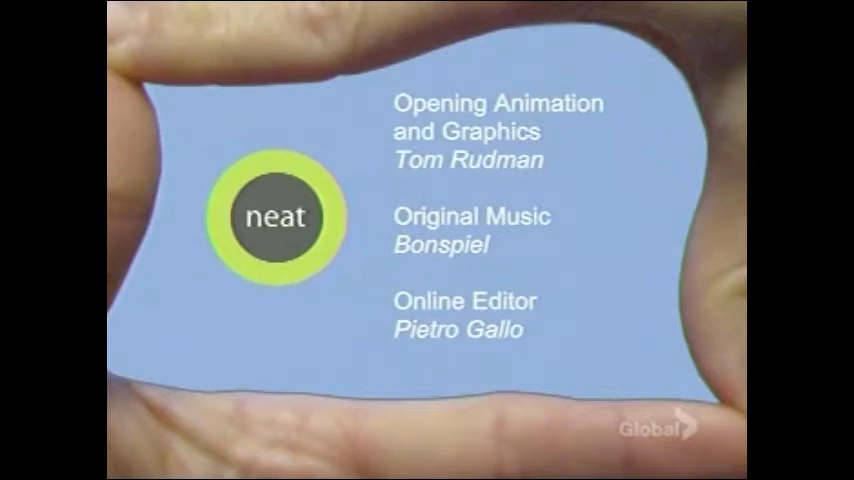 Opening Animation
and Graphics
Tom Rudman
neat
Original Music
Bonspiel
Online Editor
Pietro Gallo
Global